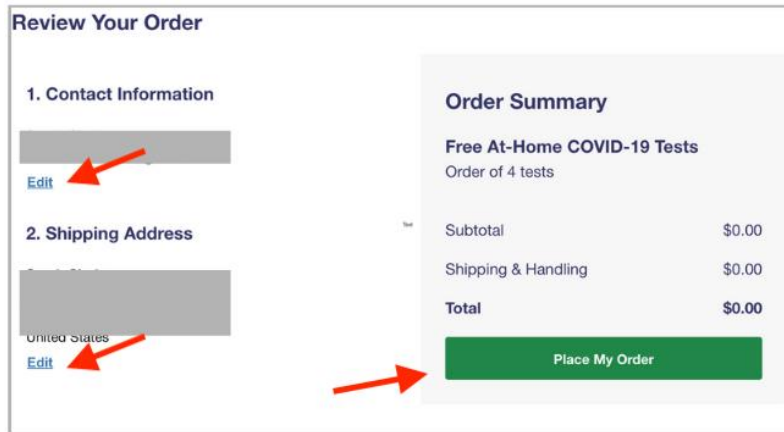 Review Your Order
1. Contact Information
Edit
2. Shipping Address
United States
Edit
Text
Order Summary
Free At-Home COVID-19 Tests
Order of 4 tests
Subtotal $0.00
Shipping & Handling $0.00
Total $0.00
Place My Order